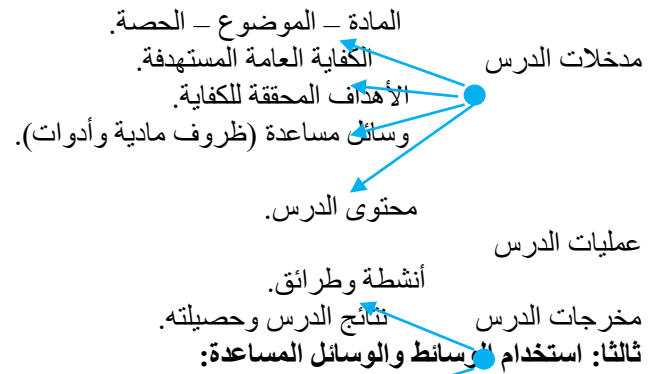 المادة – الموضوع – الحصة.
مدخلات الدرس الكفاية العامة المستهدفة.
الأهداف المحققة للكفاية.
وسائل مساعدة (ظروف مادية وأدوات).
محتوى الدرس.
عمليات الدرس
أنشطة وطرائق.
مخرجات الدرس نتائج الدرس وحصيلته.
ثالثا: استخدام الوسائط والوسائل المساعدة: